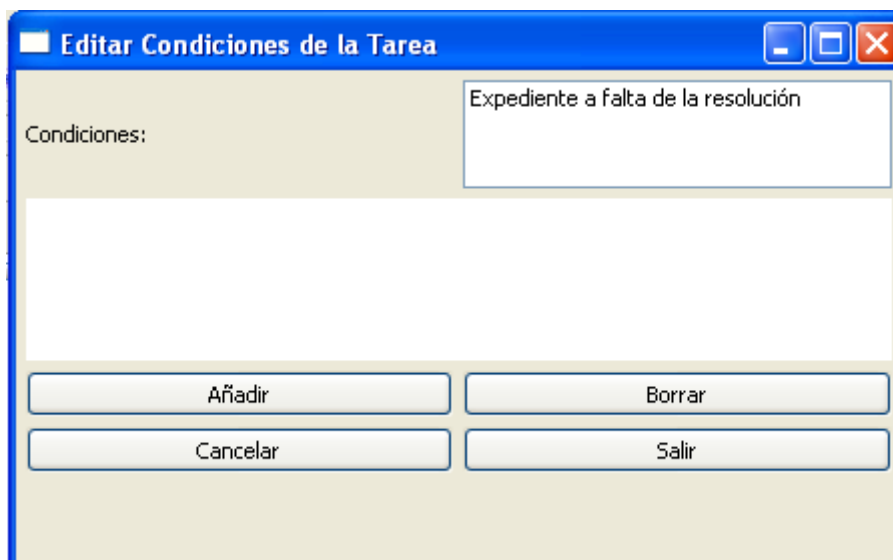 Editar Condiciones de la Tarea
Condiciones:
Expediente a falta de la resolución
Añadir
Borrar
Cancelar
Salir